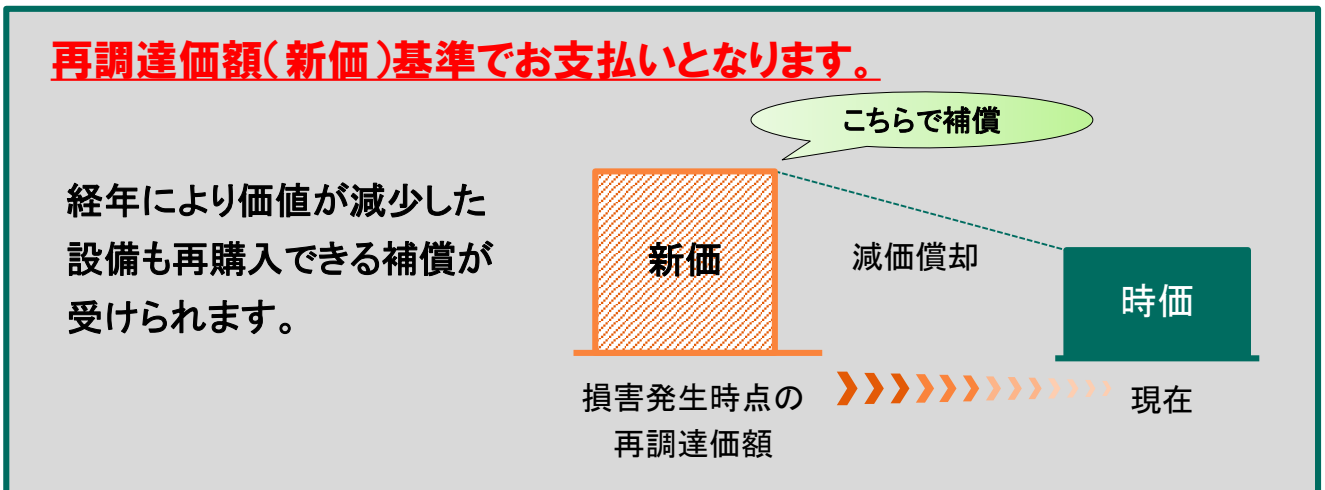 再調達価額（新価）基準でお支払いとなります。
こちらで補償
経年により価値が減少した
設備も再購入できる補償が
受けられます。
新価
減価償却
時価
損害発生時点の
再調達価額
現在